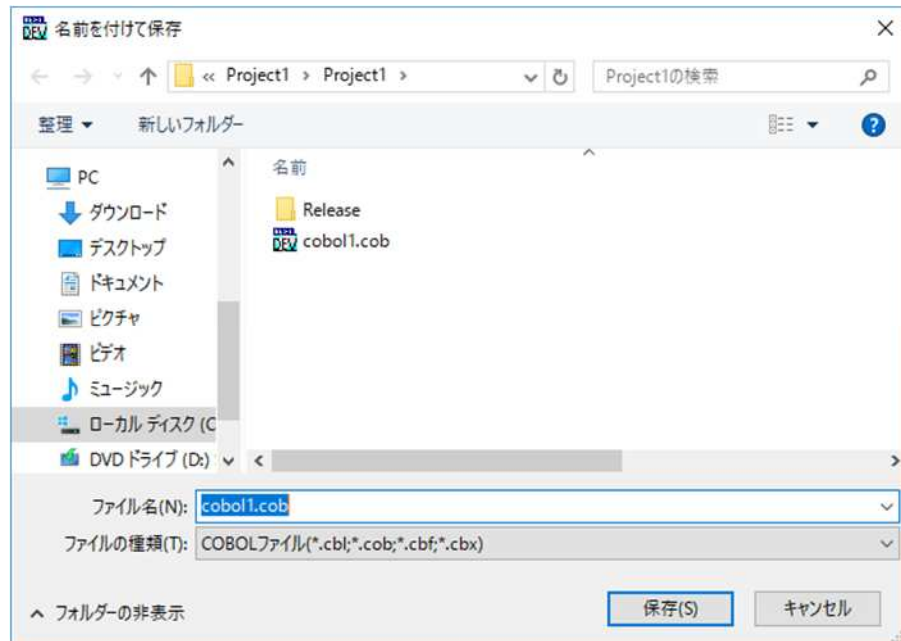 DEV 名前を付けて保存
« Project1 › Project1 ›
Project1の検索
整理
新しいフォルダー
?
PC
ダウンロード
デスクトップ
ドキュメント
ピクチャ
ビデオ
ミュージック
ローカル ディスク (C
DVD ドライブ (D:)
名前
Release
DEV cobol1.cob
ファイル名(N): cobol1.cob
ファイルの種類(T): COBOLファイル(*.cbl;*.cob;*.cbf;*.cbx)
フォルダーの非表示
保存(S)
キャンセル